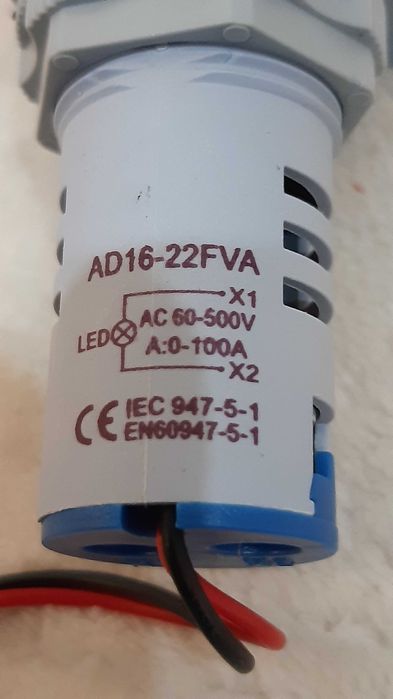 AD16-22FVA
X1
LED AC 60-500V
A:0-100A
X2
CE IEC 947-5-1
EN60947-5-1